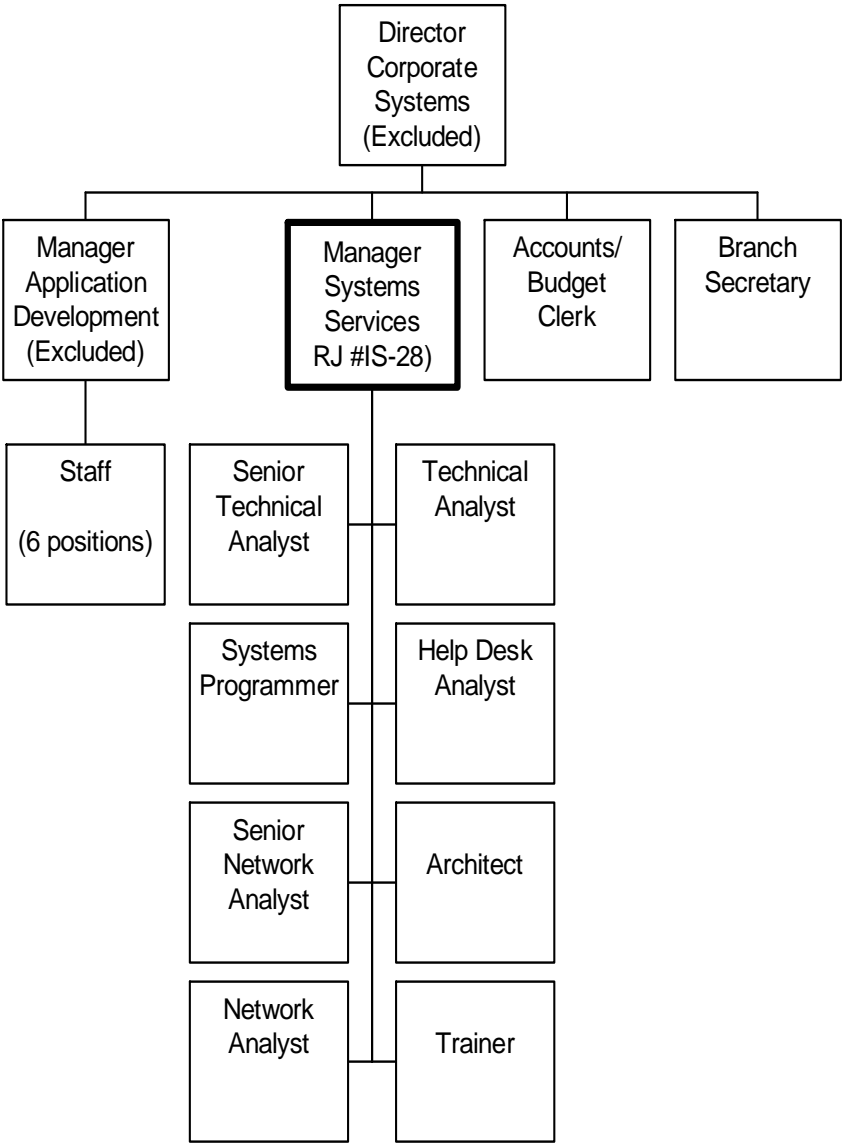 Director
Corporate
Systems
(Excluded)
Manager
Application
Development
(Excluded)
Manager
Systems
Services
RJ #IS-28)
Accounts/
Budget
Clerk
Branch
Secretary
Staff
(6 positions)
Senior
Technical
Analyst
Technical
Analyst
Systems
Programmer
Help Desk
Analyst
Senior
Network
Analyst
Architect
Network
Analyst
Trainer